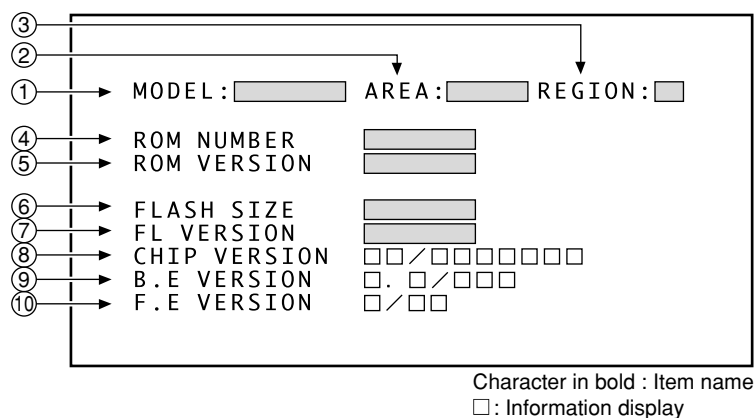 ③
②
① MODEL: AREA: REGION:
④ ROM NUMBER
⑤ ROM VERSION
⑥ FLASH SIZE
⑦ FL VERSION
⑧ CHIP VERSION □□/□□□□□□□
⑨ B.E VERSION □. □/□□□
⑩ F.E VERSION □/□□
Character in bold : Item name
□ : Information display